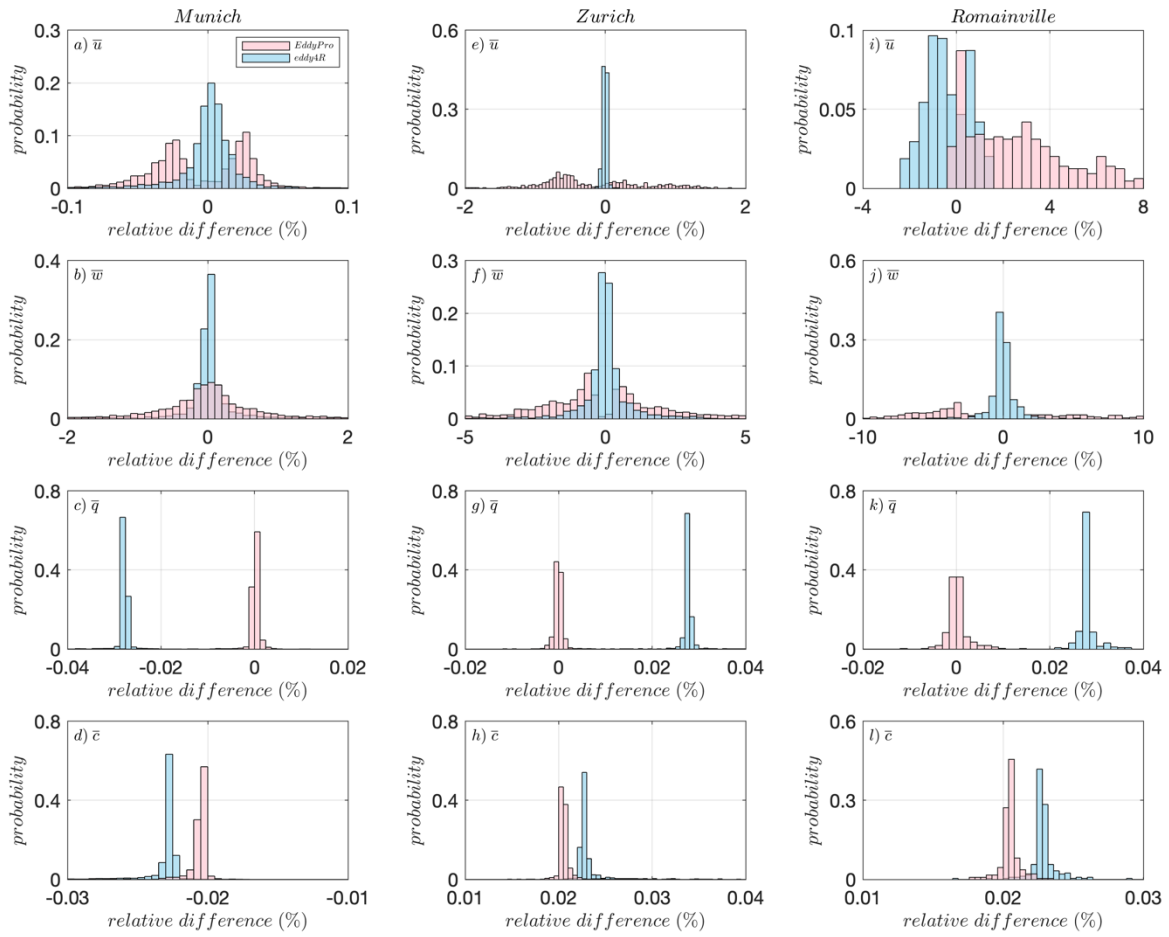 Munich
Zurich
Romainville
a) u̅
EddyPro
eddy4R
probability
0.3
0.2
0.1
0
-0.1
0
0.1
relative difference (%)
e) u̅
probability
0.6
0.3
0
-2
0
2
relative difference (%)
i) u̅
probability
0.1
0.05
0
-4
0
4
8
relative difference (%)
b) w̅
probability
0.4
0.2
0
-2
0
2
relative difference (%)
f) w̅
probability
0.3
0.2
0.1
0
-5
0
5
relative difference (%)
j) w̅
probability
0.6
0.3
0
-10
0
10
relative difference (%)
c) q̅
probability
0.8
0.4
0
-0.04
-0.02
0
0.02
relative difference (%)
g) q̅
probability
0.8
0.4
0
-0.02
0
0.02
0.04
relative difference (%)
k) q̅
probability
0.8
0.4
0
-0.02
0
0.02
0.04
relative difference (%)
d) c̅
probability
0.8
0.4
0
-0.03
-0.02
-0.01
relative difference (%)
h) c̅
probability
0.8
0.4
0
0.01
0.02
0.03
0.04
relative difference (%)
l) c̅
probability
0.6
0.3
0
0.01
0.02
0.03
relative difference (%)